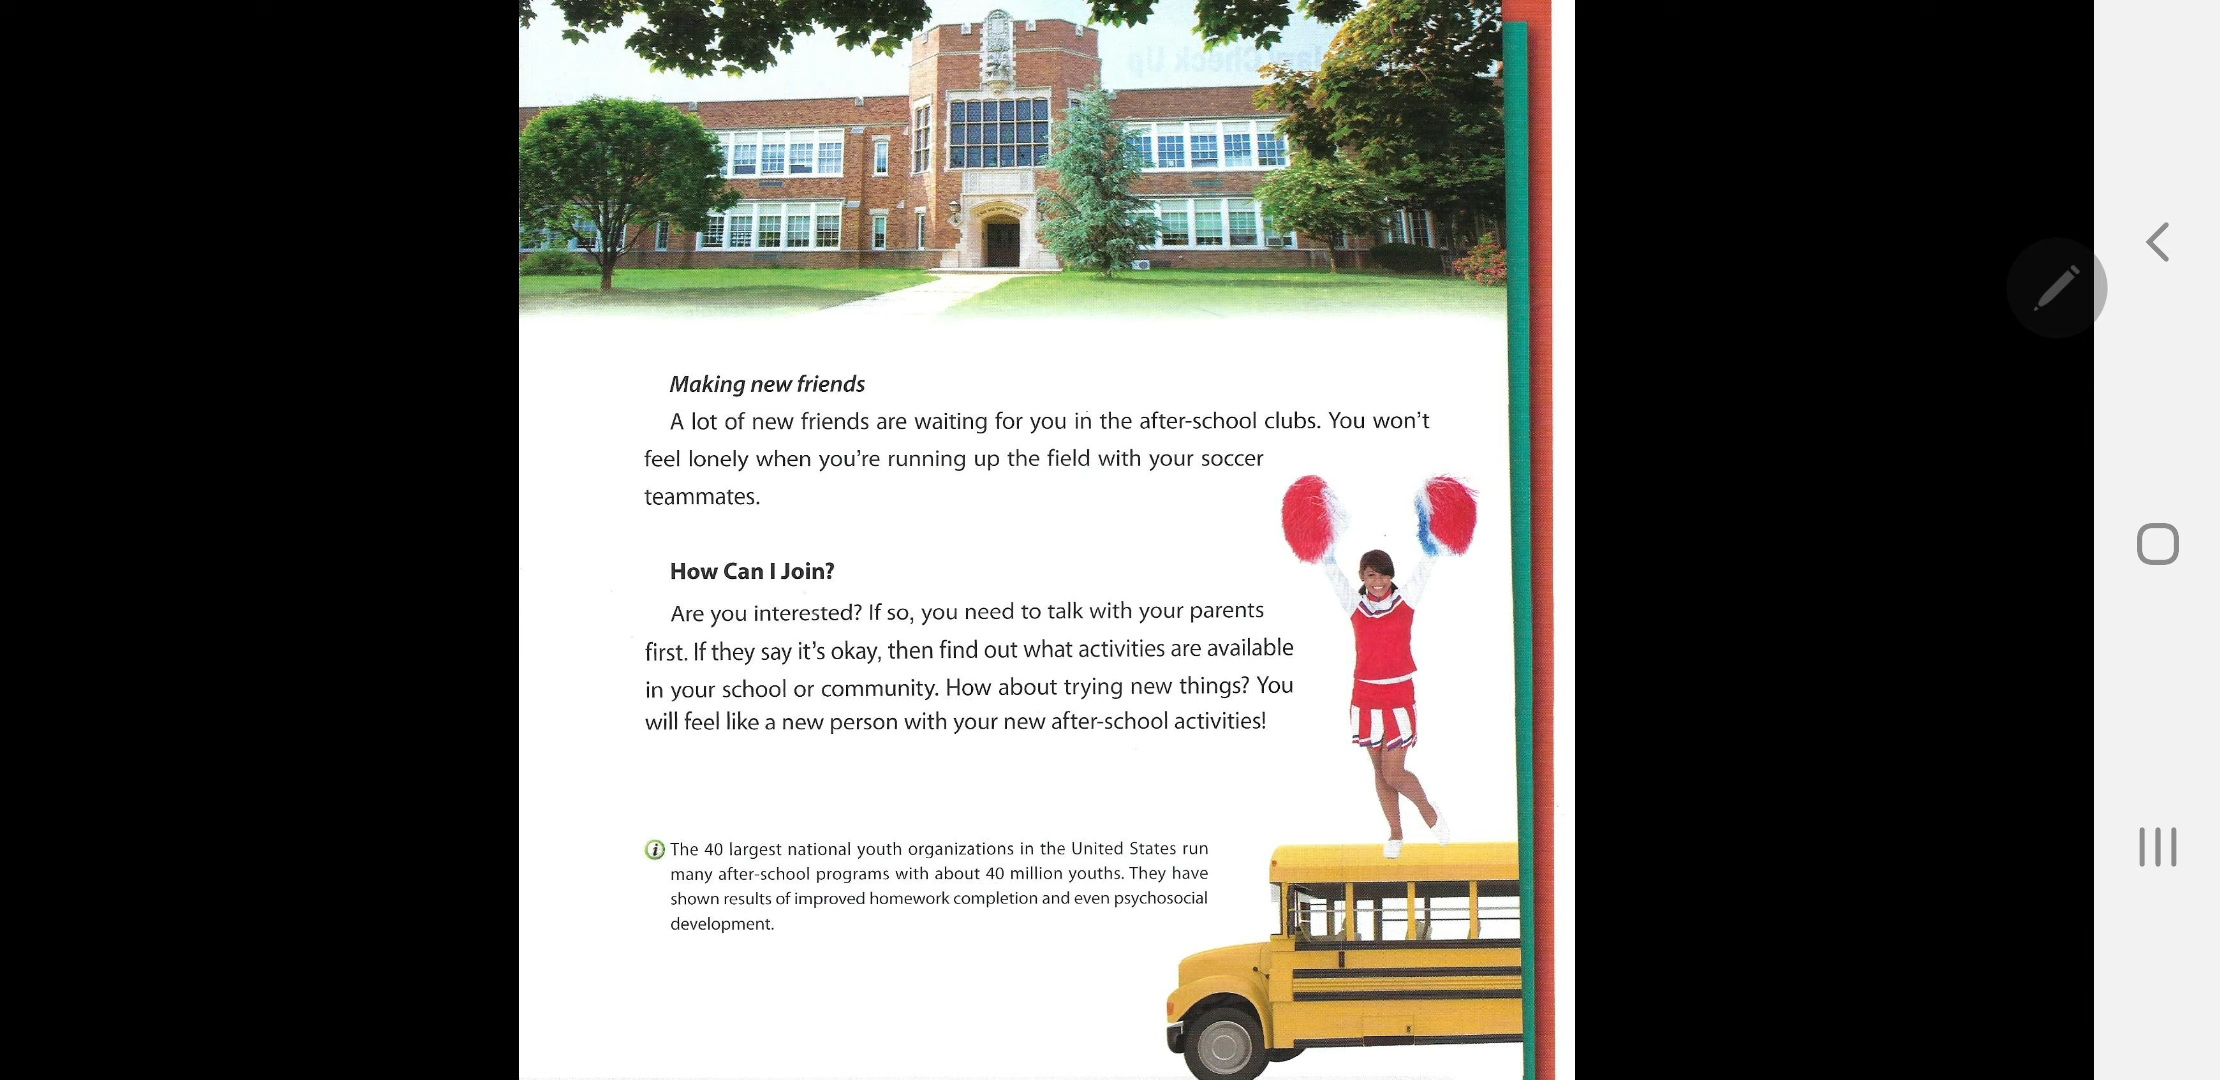 Making new friends
A lot of new friends are waiting for you in the after-school clubs. You won't
feel lonely when you're running up the field with your soccer
teammates.
How Can I Join?
Are you interested? If so, you need to talk with your parents
first. If they say it's okay, then find out what activities are available
in your school or community. How about trying new things? You
will feel like a new person with your new after-school activities!
The 40 largest national youth organizations in the United States run
many after-school programs with about 40 million youths. They have
shown results of improved homework completion and even psychosocial
development.